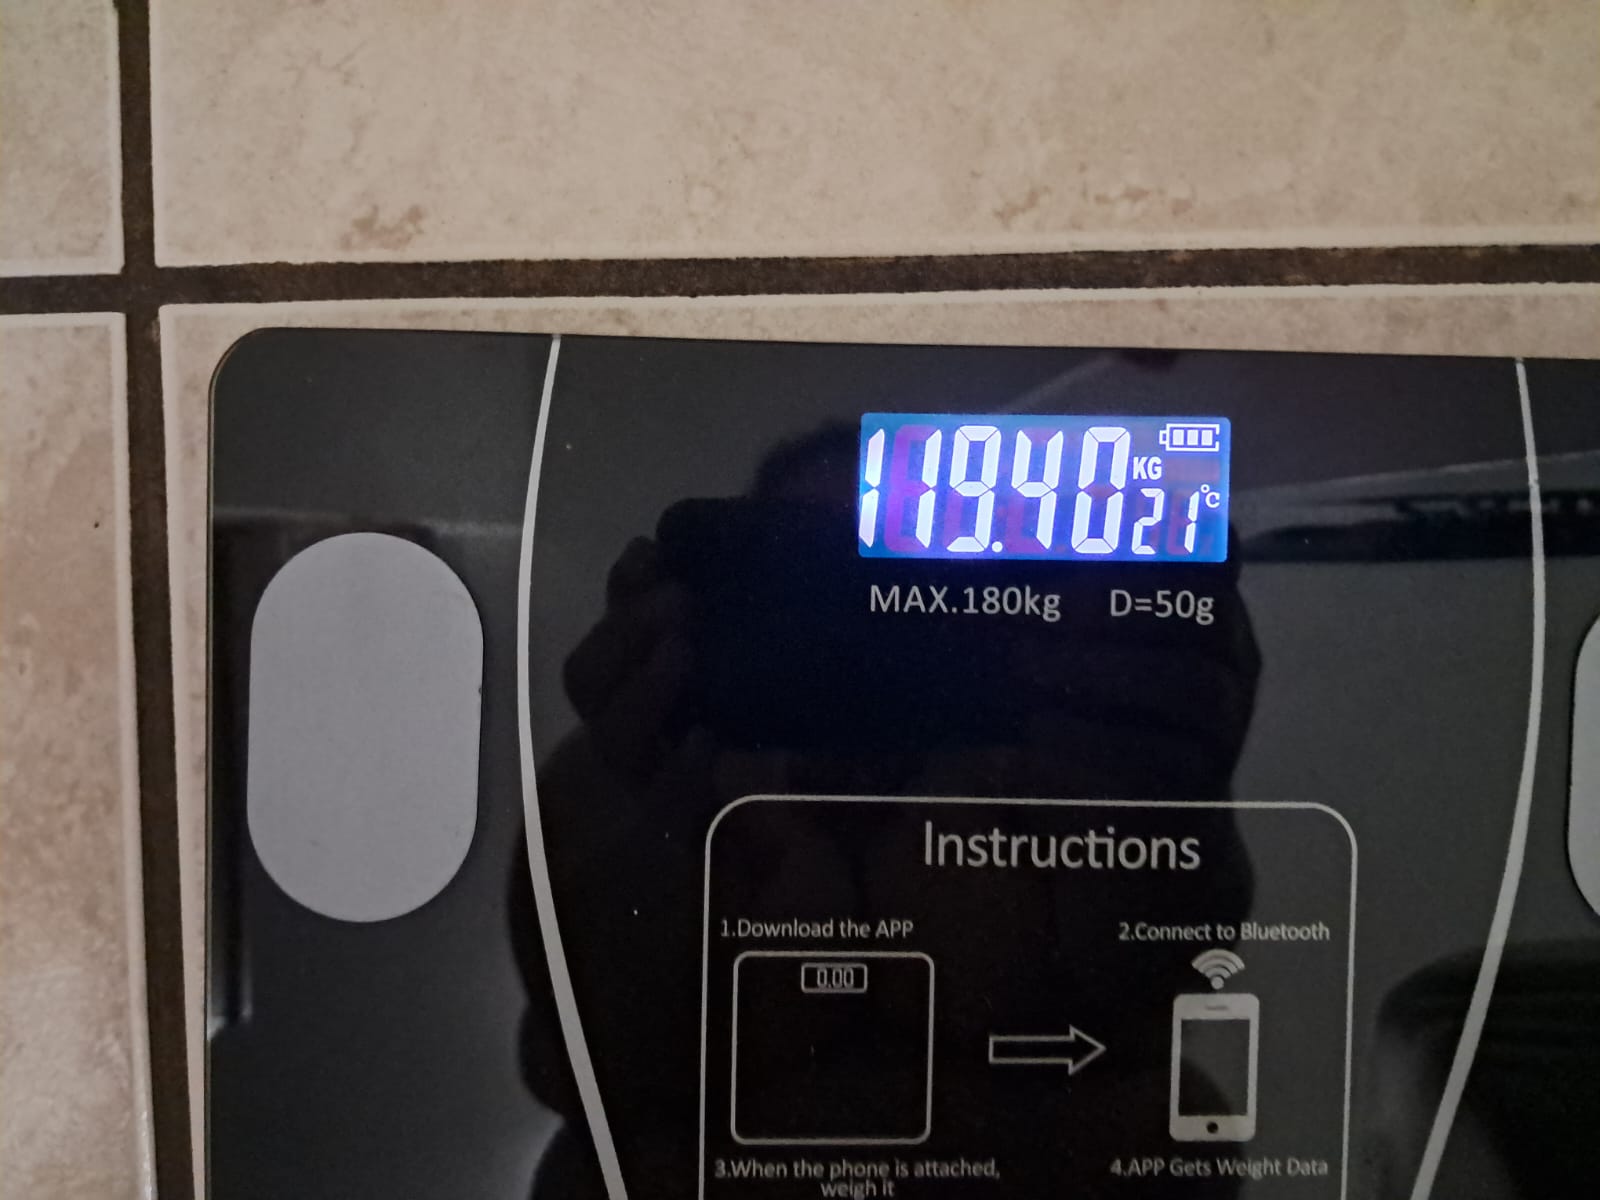 119.40 KG 21°C
MAX.180kg D=50g
Instructions
1.Download the APP 2.Connect to Bluetooth
0.00
3.When the phone is attached, 4.APP Gets Weight Data
weigh it